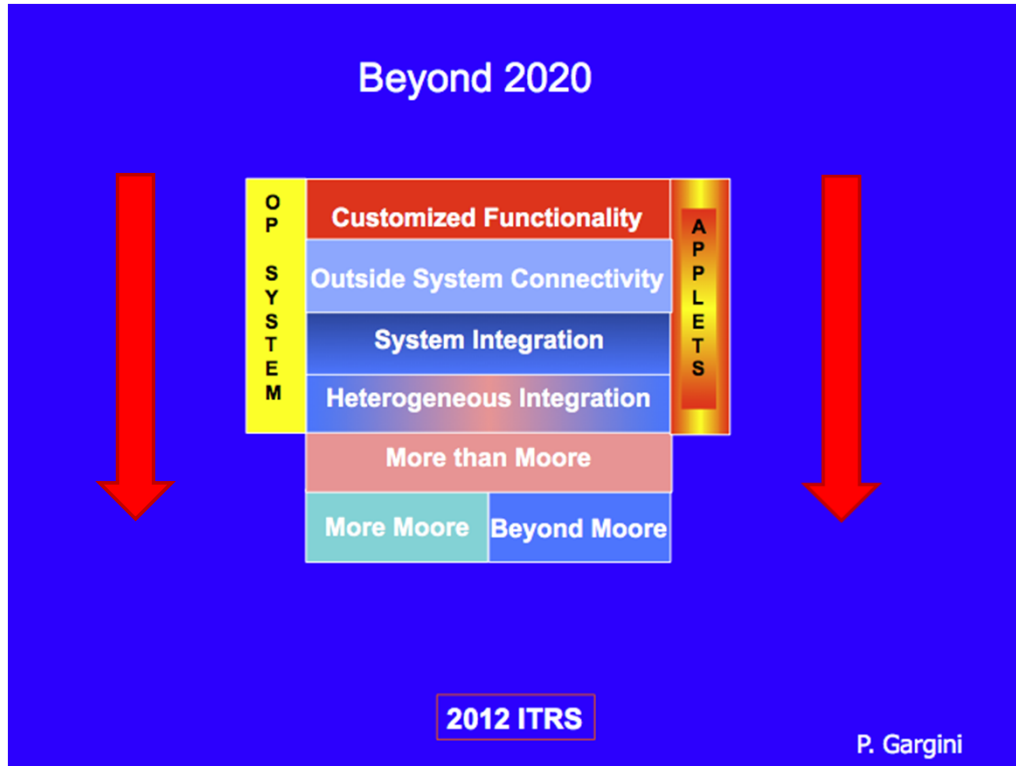 Beyond 2020
OP SYSTEM
Customized Functionality
Outside System Connectivity
System Integration
Heterogeneous Integration
More than Moore
More Moore
Beyond Moore
APPLETS
2012 ITRS
P. Gargini